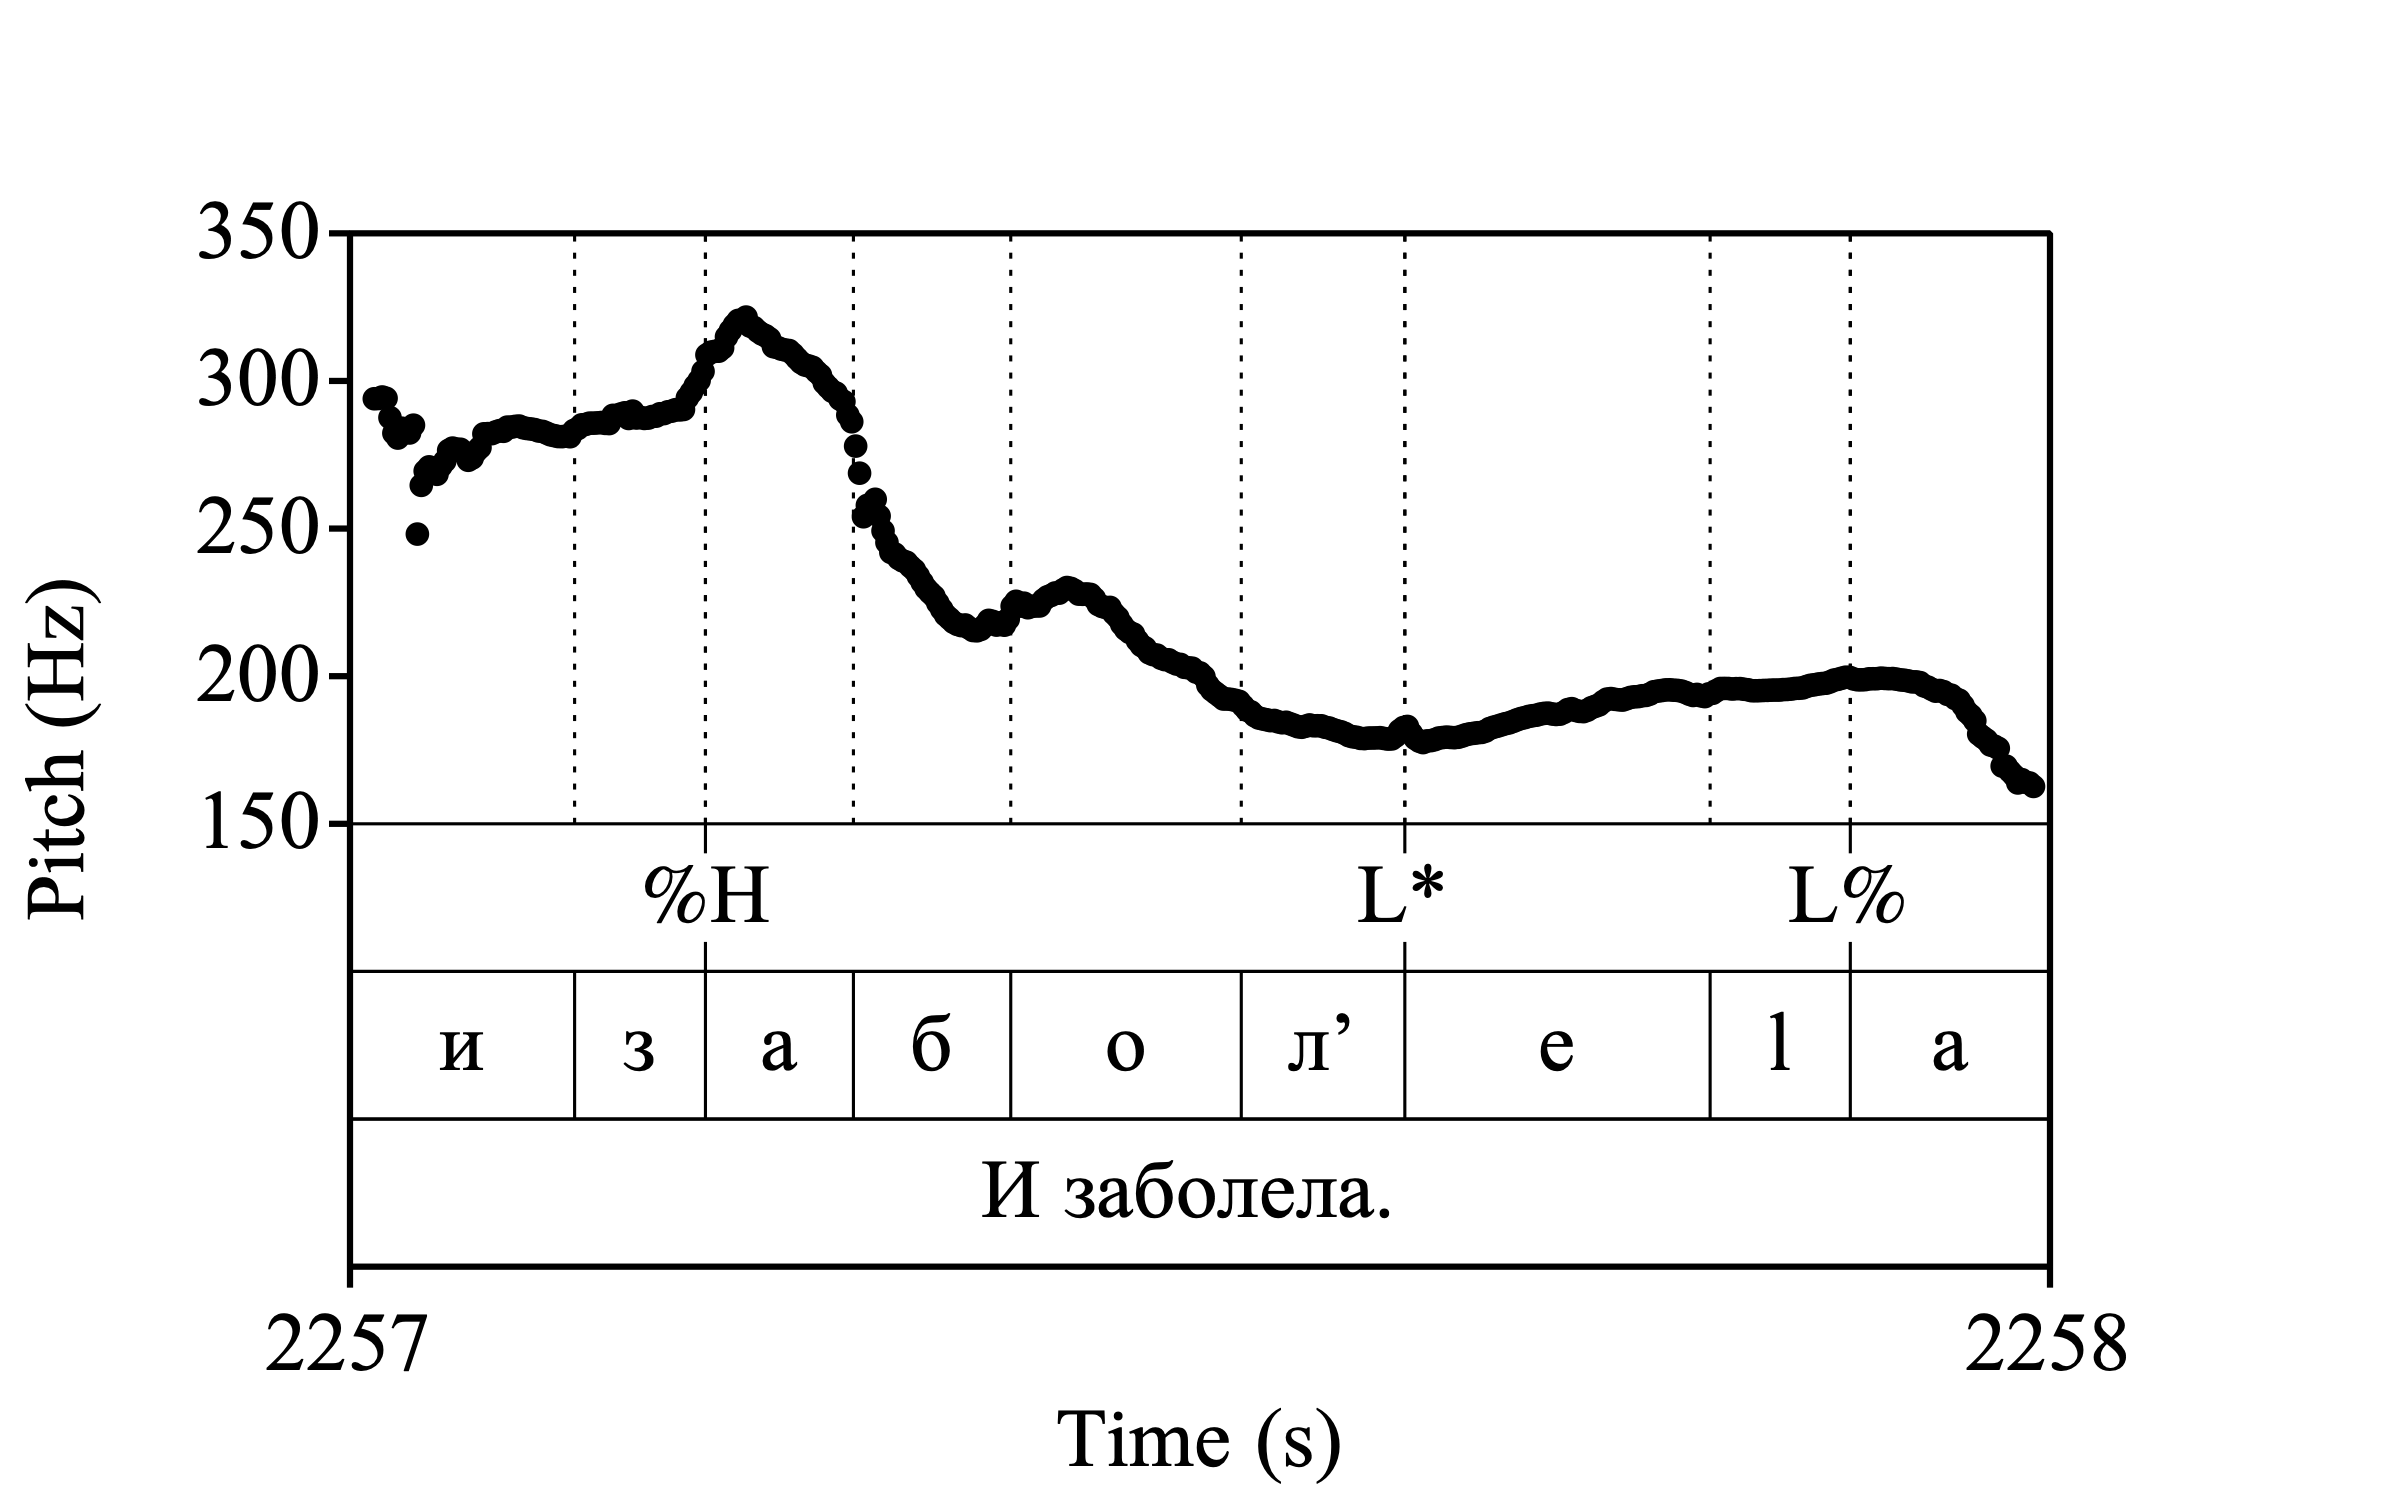 350
300
250
200
150
Pitch (Hz)
%H L* L%
и з а б о л’ е l а
И заболела.
2257 2258
Time (s)